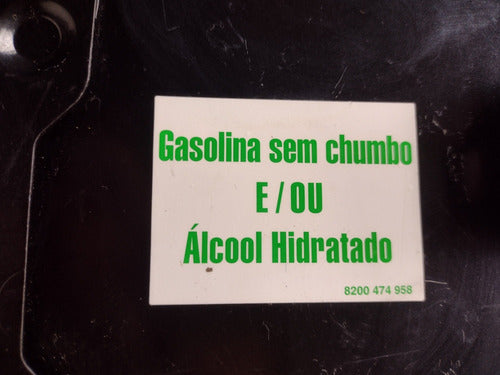 Gasolina sem chumbo
E / OU
Álcool Hidratado
8200 474 958